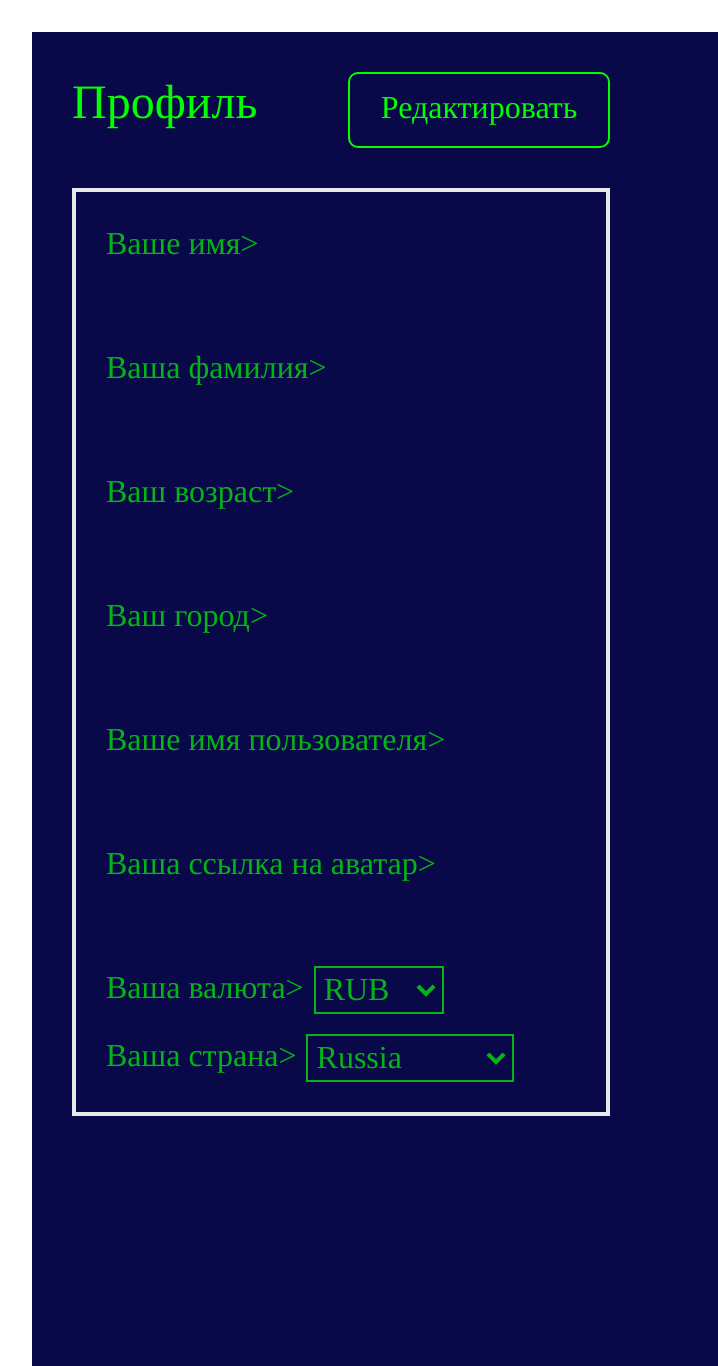 Профиль
Редактировать
Ваше имя>
Ваша фамилия>
Ваш возраст>
Ваш город>
Ваше имя пользователя>
Ваша ссылка на аватар>
Ваша валюта> RUB
Ваша страна> Russia